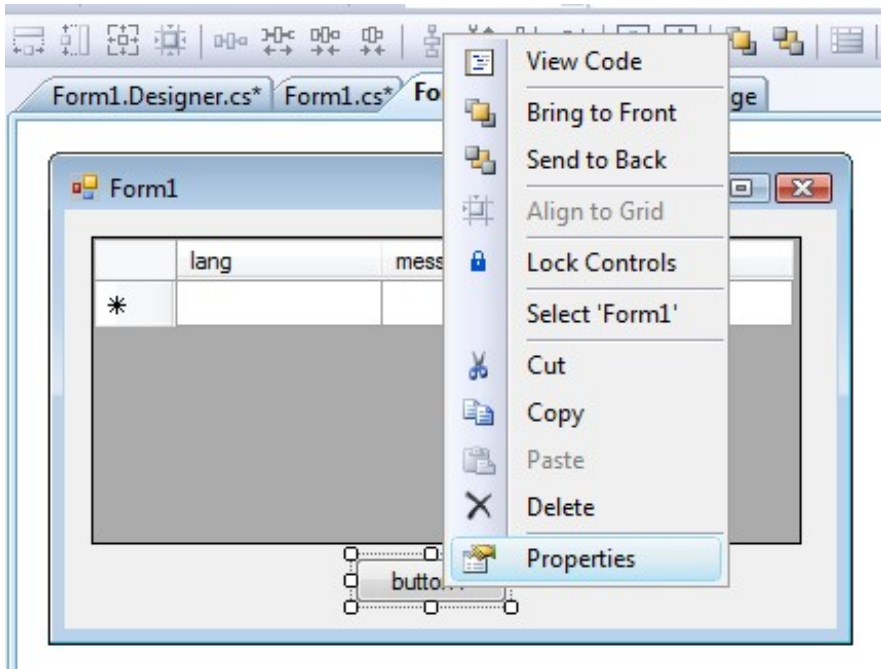 View Code
Form1.Designer.cs* Form1.cs* Fo ge
Bring to Front
Send to Back
Form1
Align to Grid
lang mess
Lock Controls
Select 'Form1'
Cut
Copy
Paste
Delete
Properties
butto